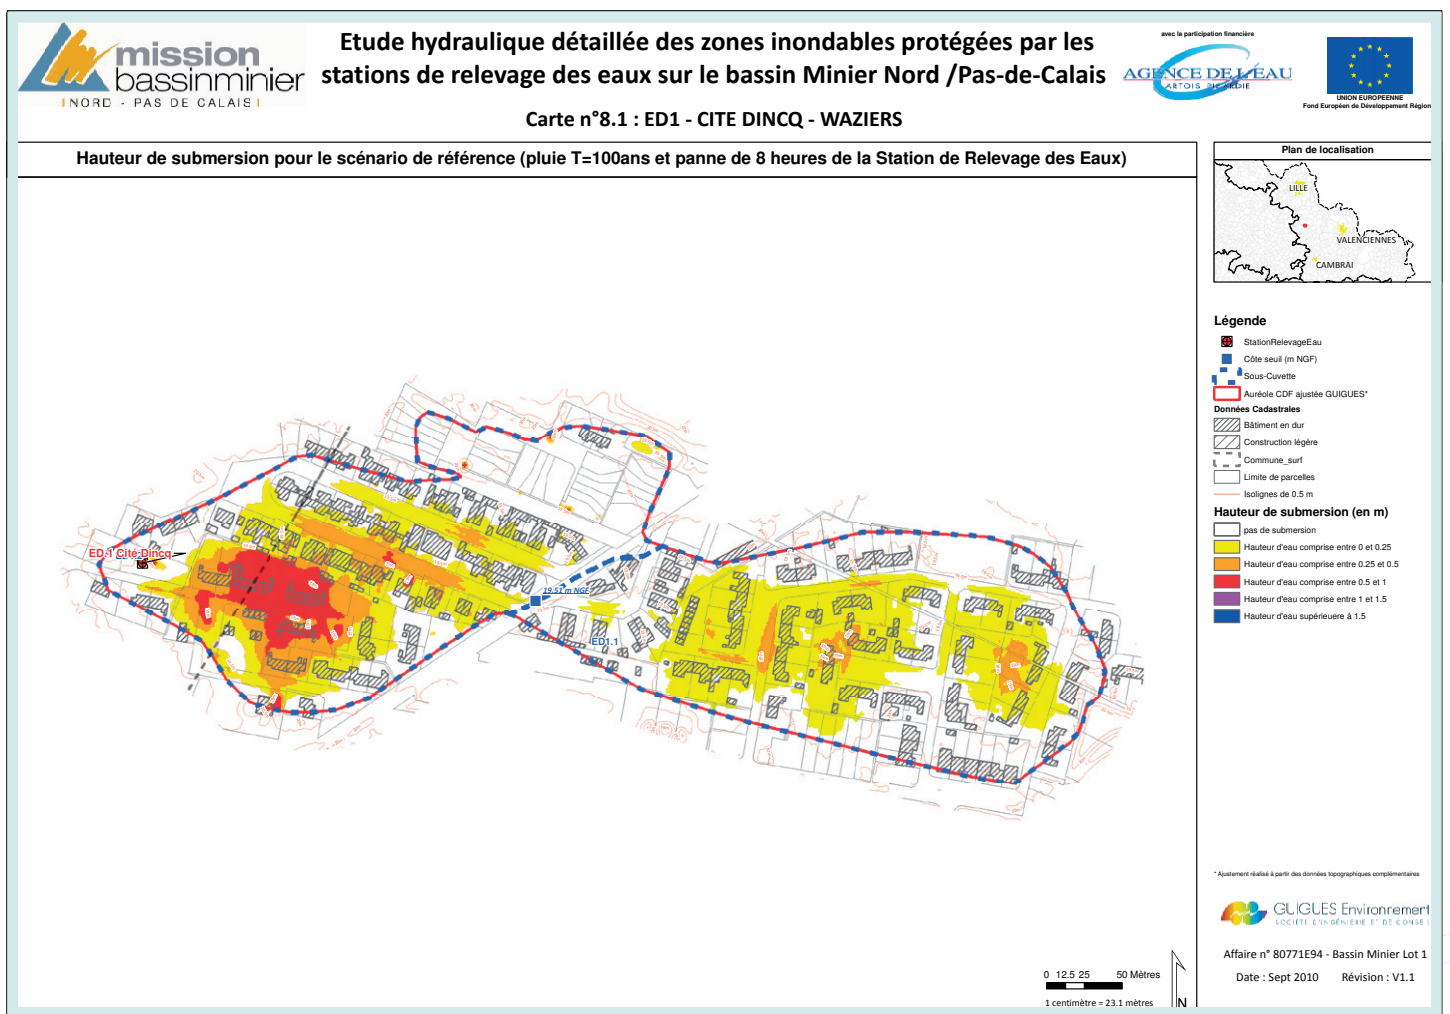 mission
bassinminier
NORD - PAS DE CALAIS
Etude hydraulique détaillée des zones inondables protégées par les
stations de relevage des eaux sur le bassin Minier Nord /Pas-de-Calais
Carte n°8.1 : ED1 - CITE DINCQ - WAZIERS
avec la participation financière
AGENCE DE L'EAU
ARTOIS PICARDIE
UNION EUROPEENNE
Fond Européen de Développement Région
Hauteur de submersion pour le scénario de référence (pluie T=100ans et panne de 8 heures de la Station de Relevage des Eaux)
Plan de localisation
LILLE
VALENCIENNES
CAMBRAI
Légende
StationRelevageEau
Côte seuil (m NGF)
Sous-Cuvette
Auréole CDF ajustée GUIGUES*
Données Cadastrales
Bâtiment en dur
Construction légère
Commune_surf
Limite de parcelles
Isolignes de 0.5 m
Hauteur de submersion (en m)
pas de submersion
Hauteur d'eau comprise entre 0 et 0.25
Hauteur d'eau comprise entre 0.25 et 0.5
Hauteur d'eau comprise entre 0.5 et 1
Hauteur d'eau comprise entre 1 et 1.5
Hauteur d'eau supérieuere à 1.5
ED.1 Cité Dincq
19.51 m NGF
ED1.1
* Ajustement réalisé à partir des données topographiques complémentaires
GUIGUES Environnement
SOCIÉTÉ D'INGÉNIERIE ET DE CONSEIL
Affaire n° 80771E94 - Bassin Minier Lot 1
Date : Sept 2010 Révision : V1.1
0 12.5 25 50 Mètres
1 centimètre = 23.1 mètres
N